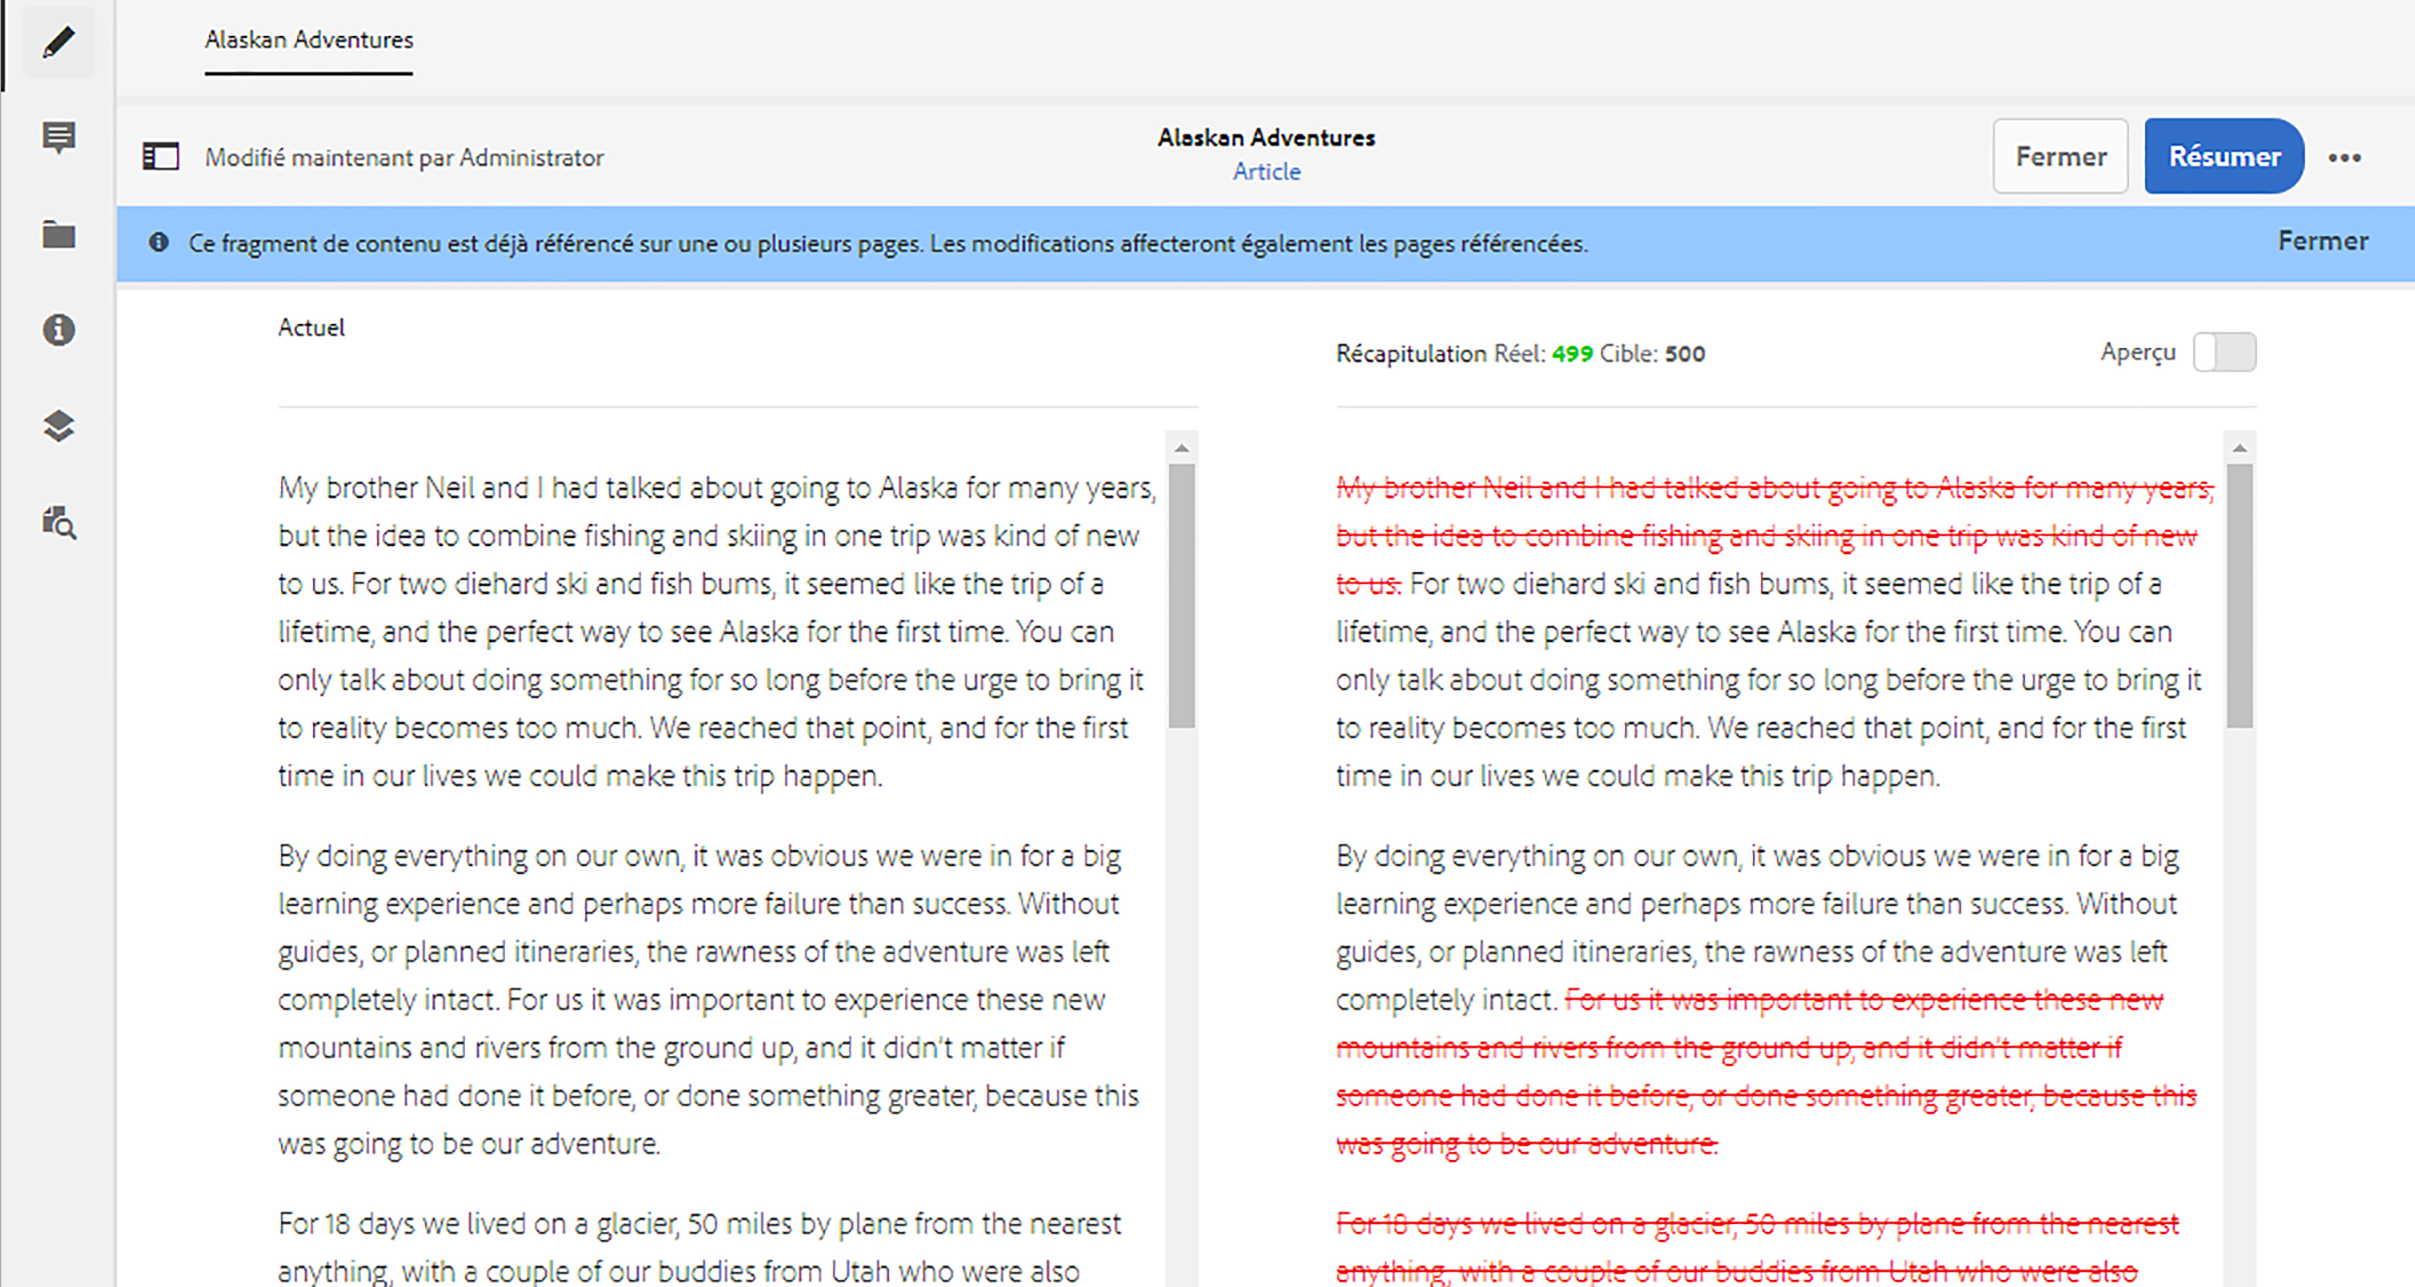 Alaskan Adventures
Modifié maintenant par Administrator
Alaskan Adventures
Article
Fermer
Résumer
Ce fragment de contenu est déjà référencé sur une ou plusieurs pages. Les modifications affecteront également les pages référencées.
Fermer
Actuel
My brother Neil and I had talked about going to Alaska for many years,
but the idea to combine fishing and skiing in one trip was kind of new
to us. For two diehard ski and fish bums, it seemed like the trip of a
lifetime, and the perfect way to see Alaska for the first time. You can
only talk about doing something for so long before the urge to bring it
to reality becomes too much. We reached that point, and for the first
time in our lives we could make this trip happen.
By doing everything on our own, it was obvious we were in for a big
learning experience and perhaps more failure than success. Without
guides, or planned itineraries, the rawness of the adventure was left
completely intact. For us it was important to experience these new
mountains and rivers from the ground up, and it didn't matter if
someone had done it before, or done something greater, because this
was going to be our adventure.
For 18 days we lived on a glacier, 50 miles by plane from the nearest
anything, with a couple of our buddies from Utah who were also
Récapitulation Réel: 499 Cible: 500
Aperçu
My brother Neil and I had talked about going to Alaska for many years,
but the idea to combine fishing and skiing in one trip was kind of new
to us. For two diehard ski and fish bums, it seemed like the trip of a
lifetime, and the perfect way to see Alaska for the first time. You can
only talk about doing something for so long before the urge to bring it
to reality becomes too much. We reached that point, and for the first
time in our lives we could make this trip happen.
By doing everything on our own, it was obvious we were in for a big
learning experience and perhaps more failure than success. Without
guides, or planned itineraries, the rawness of the adventure was left
completely intact. For us it was important to experience these new
mountains and rivers from the ground up, and it didn't matter if
someone had done it before, or done something greater, because this
was going to be our adventure.
For 18 days we lived on a glacier, 50 miles by plane from the nearest
anything, with a couple of our buddies from Utah who were also